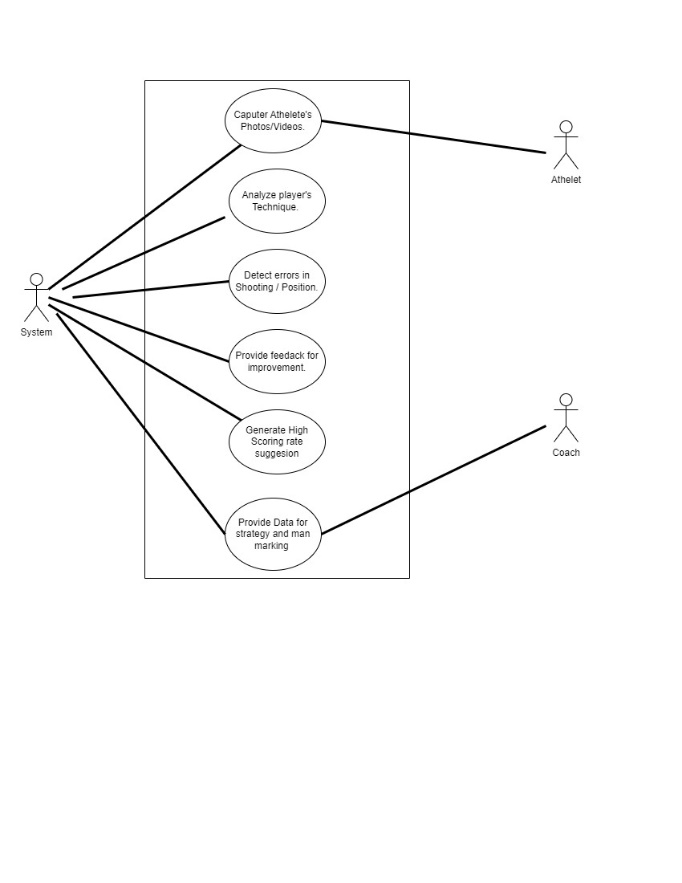 Caputer Athelete's
Photos/Videos.
Athelet
Analyze player's
Technique.
Detect errors in
Shooting / Position.
System
Provide feedack for
improvement.
Generate High
Scoring rate
suggesion
Coach
Provide Data for
strategy and man
marking